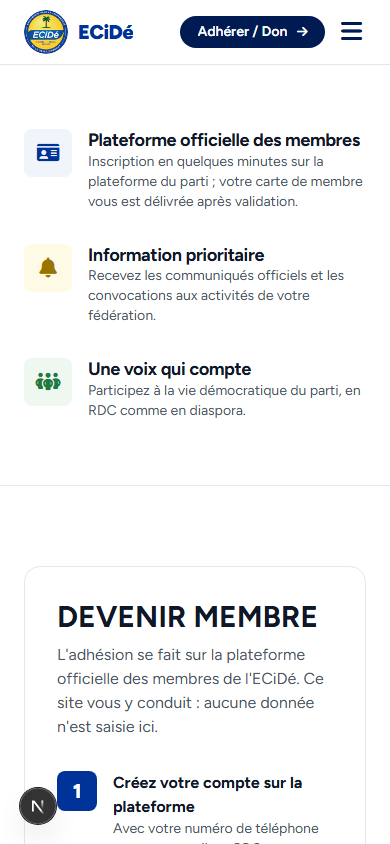 ECiDé
ECiDé
Adhérer / Don →
Plateforme officielle des membres
Inscription en quelques minutes sur la
plateforme du parti ; votre carte de membre
vous est délivrée après validation.
Information prioritaire
Recevez les communiqués officiels et les
convocations aux activités de votre
fédération.
Une voix qui compte
Participez à la vie démocratique du parti, en
RDC comme en diaspora.
DEVENIR MEMBRE
L'adhésion se fait sur la plateforme
officielle des membres de l'ECiDé. Ce
site vous y conduit : aucune donnée
n'est saisie ici.
1
Créez votre compte sur la
plateforme
N
Avec votre numéro de téléphone